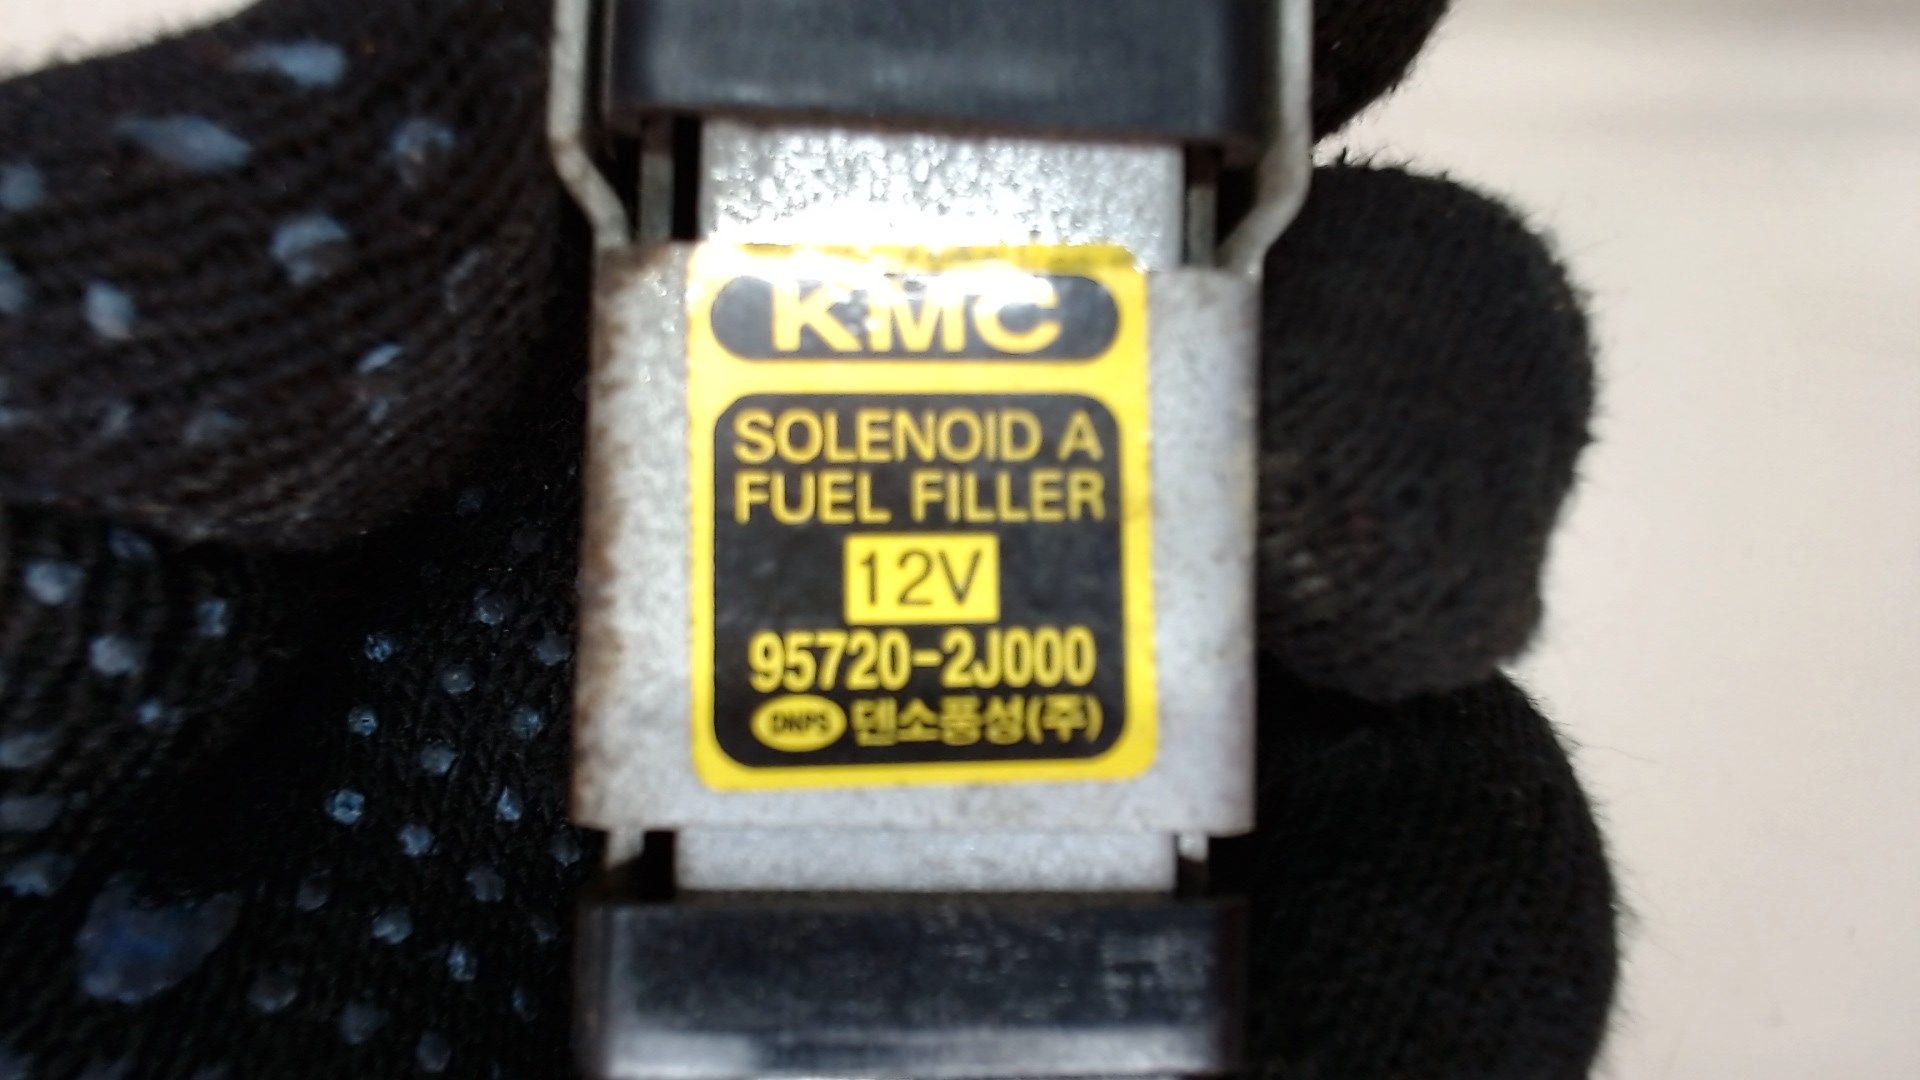 KMC
SOLENOID A
FUEL FILLER
12V
95720-2J000
DNPS 덴소풍성(주)